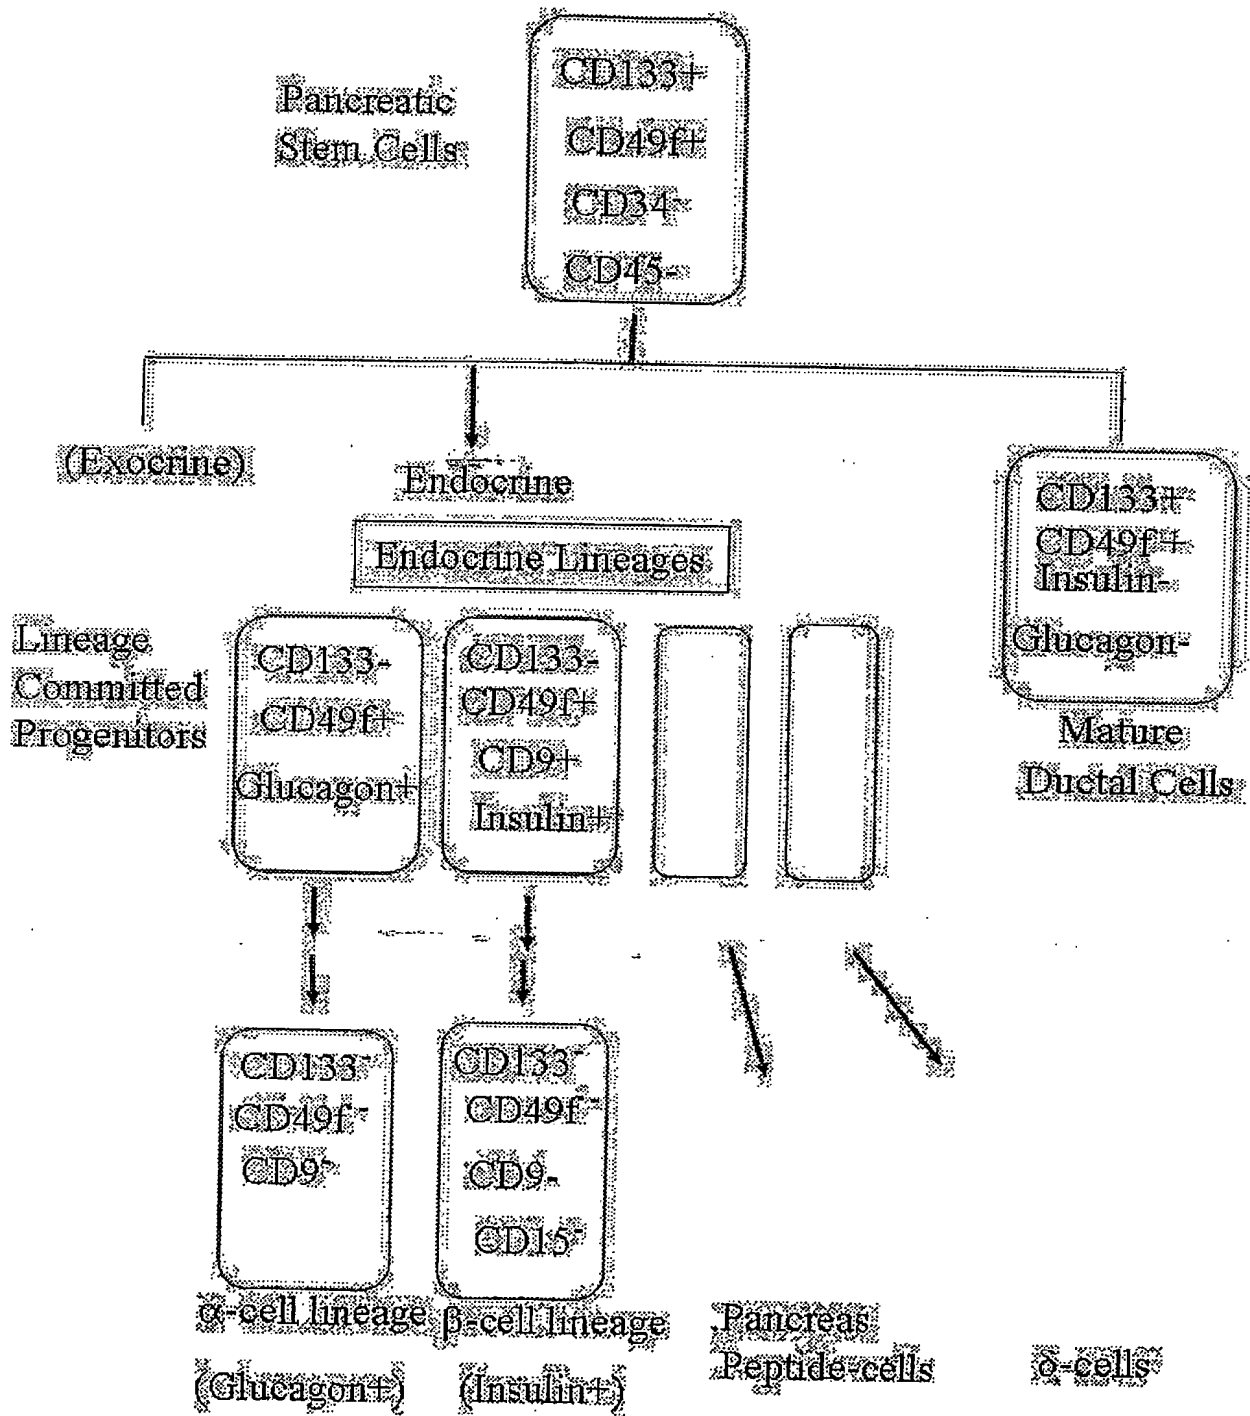 Pancreatic
Stem Cells
CD133+
CD49f+
CD34-
CD45-
(Exocrine)
Endocrine
Endocrine Lineages
CD133+
CD49f+
Insulin-
Glucagon-
Mature
Ductal Cells
Lineage
Committed
Progenitors
CD133-
CD49f+
Glucagon+
CD133-
CD49f+
CD9+
Insulin+
CD133-
CD49f-
CD9-
α-cell lineage
(Glucagon+)
CD133-
CD49f-
CD9-
CD15-
β-cell lineage
(Insulin+)
Pancreas
Peptide-cells
δ-cells